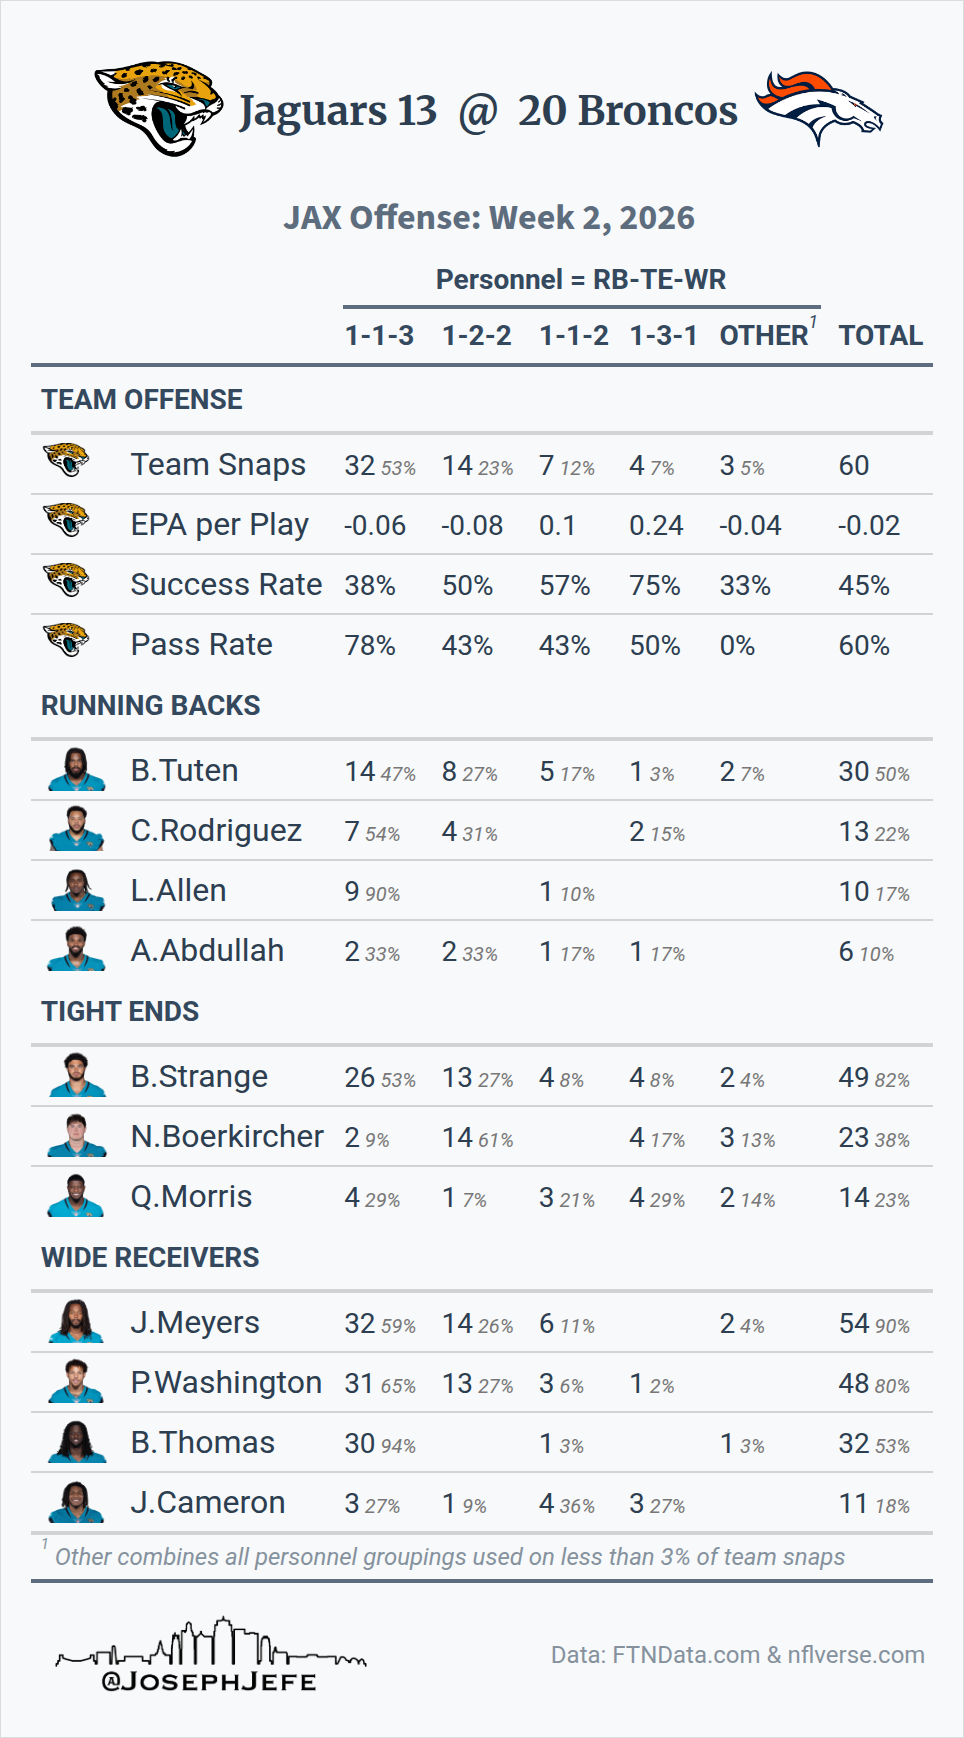 Jaguars 13 @ 20 Broncos
JAX Offense: Week 2, 2026
Personnel = RB-TE-WR
1-1-3 1-2-2 1-1-2 1-3-1 OTHER1 TOTAL
TEAM OFFENSE
Team Snaps 32 53% 14 23% 7 12% 4 7% 3 5% 60
EPA per Play -0.06 -0.08 0.1 0.24 -0.04 -0.02
Success Rate 38% 50% 57% 75% 33% 45%
Pass Rate 78% 43% 43% 50% 0% 60%
RUNNING BACKS
B.Tuten 14 47% 8 27% 5 17% 1 3% 2 7% 30 50%
C.Rodriguez 7 54% 4 31% 2 15% 13 22%
L.Allen 9 90% 1 10% 10 17%
A.Abdullah 2 33% 2 33% 1 17% 1 17% 6 10%
TIGHT ENDS
B.Strange 26 53% 13 27% 4 8% 4 8% 2 4% 49 82%
N.Boerkircher 2 9% 14 61% 4 17% 3 13% 23 38%
Q.Morris 4 29% 1 7% 3 21% 4 29% 2 14% 14 23%
WIDE RECEIVERS
J.Meyers 32 59% 14 26% 6 11% 2 4% 54 90%
P.Washington 31 65% 13 27% 3 6% 1 2% 48 80%
B.Thomas 30 94% 1 3% 1 3% 32 53%
J.Cameron 3 27% 1 9% 4 36% 3 27% 11 18%
1 Other combines all personnel groupings used on less than 3% of team snaps
@JosephJefe
Data: FTNData.com & nflverse.com